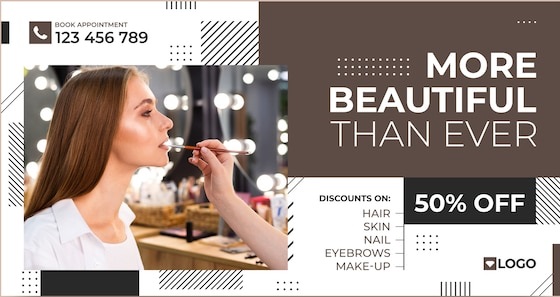 BOOK APPOINTMENT
123 456 789
MORE
BEAUTIFUL
THAN EVER
DISCOUNTS ON:
HAIR
SKIN
NAIL
EYEBROWS
MAKE-UP
50% OFF
LOGO